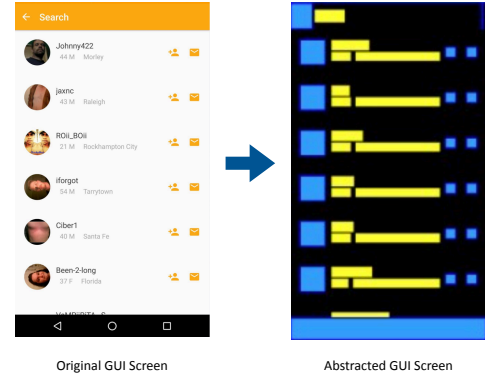 Search
Johnny422
44 M Morley
jaxnc
43 M Raleigh
ROii_BOii
21 M Rockhampton City
iforgot
54 M Tarrytown
Ciber1
40 M Santa Fe
Been-2-long
37 F Florida
Original GUI Screen
Abstracted GUI Screen